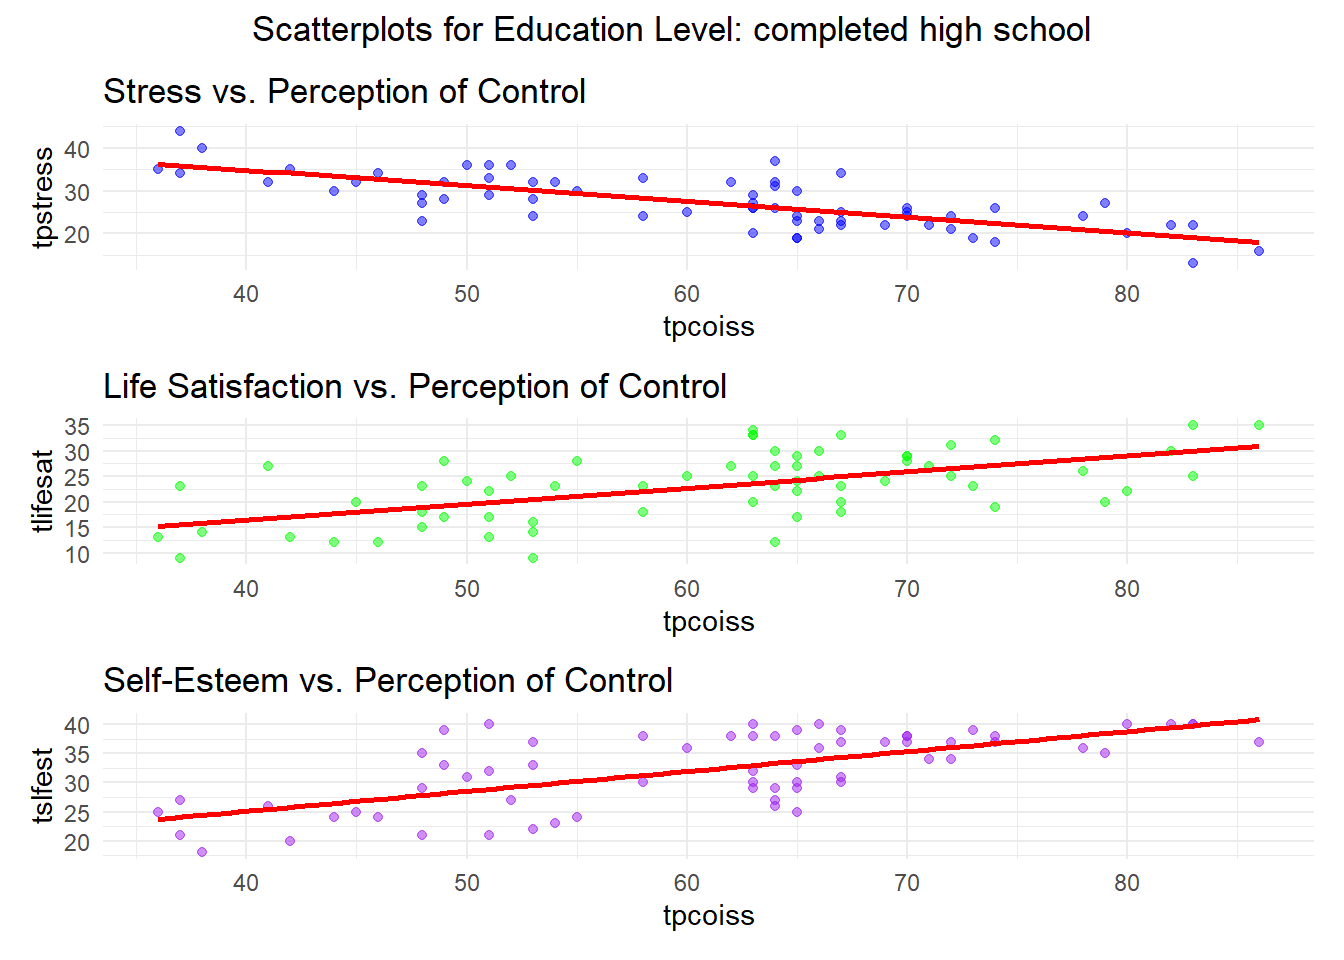 Scatterplots for Education Level: completed high school
Stress vs. Perception of Control
tpstress
40
30
20
40 50 60 70 80
tpcoiss
Life Satisfaction vs. Perception of Control
tlifesat
35
30
25
20
15
10
40 50 60 70 80
tpcoiss
Self-Esteem vs. Perception of Control
tslfest
40
35
30
25
20
40 50 60 70 80
tpcoiss